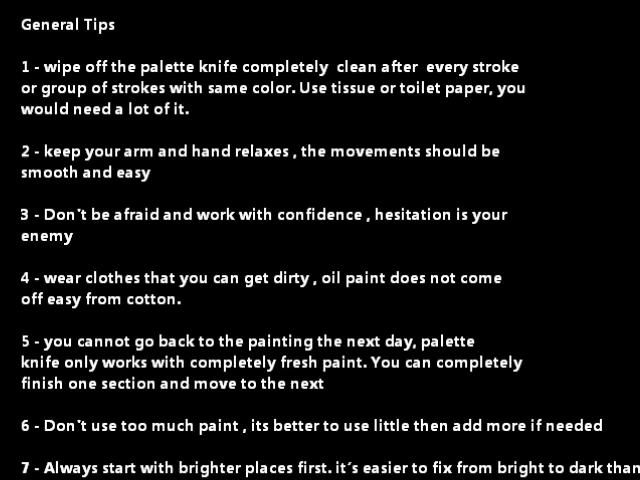 General Tips
1 - wipe off the palette knife completely  clean after  every stroke
or group of strokes with same color. Use tissue or toilet paper, you
would need a lot of it.
2 - keep your arm and hand relaxes , the movements should be
smooth and easy
3 - Don't be afraid and work with confidence , hesitation is your
enemy
4 - wear clothes that you can get dirty , oil paint does not come
off easy from cotton.
5 - you cannot go back to the painting the next day, palette
knife only works with completely fresh paint. You can completely
finish one section and move to the next
6 - Don't use too much paint , its better to use little then add more if needed
7 - Always start with brighter places first. it´s easier to fix from bright to dark than